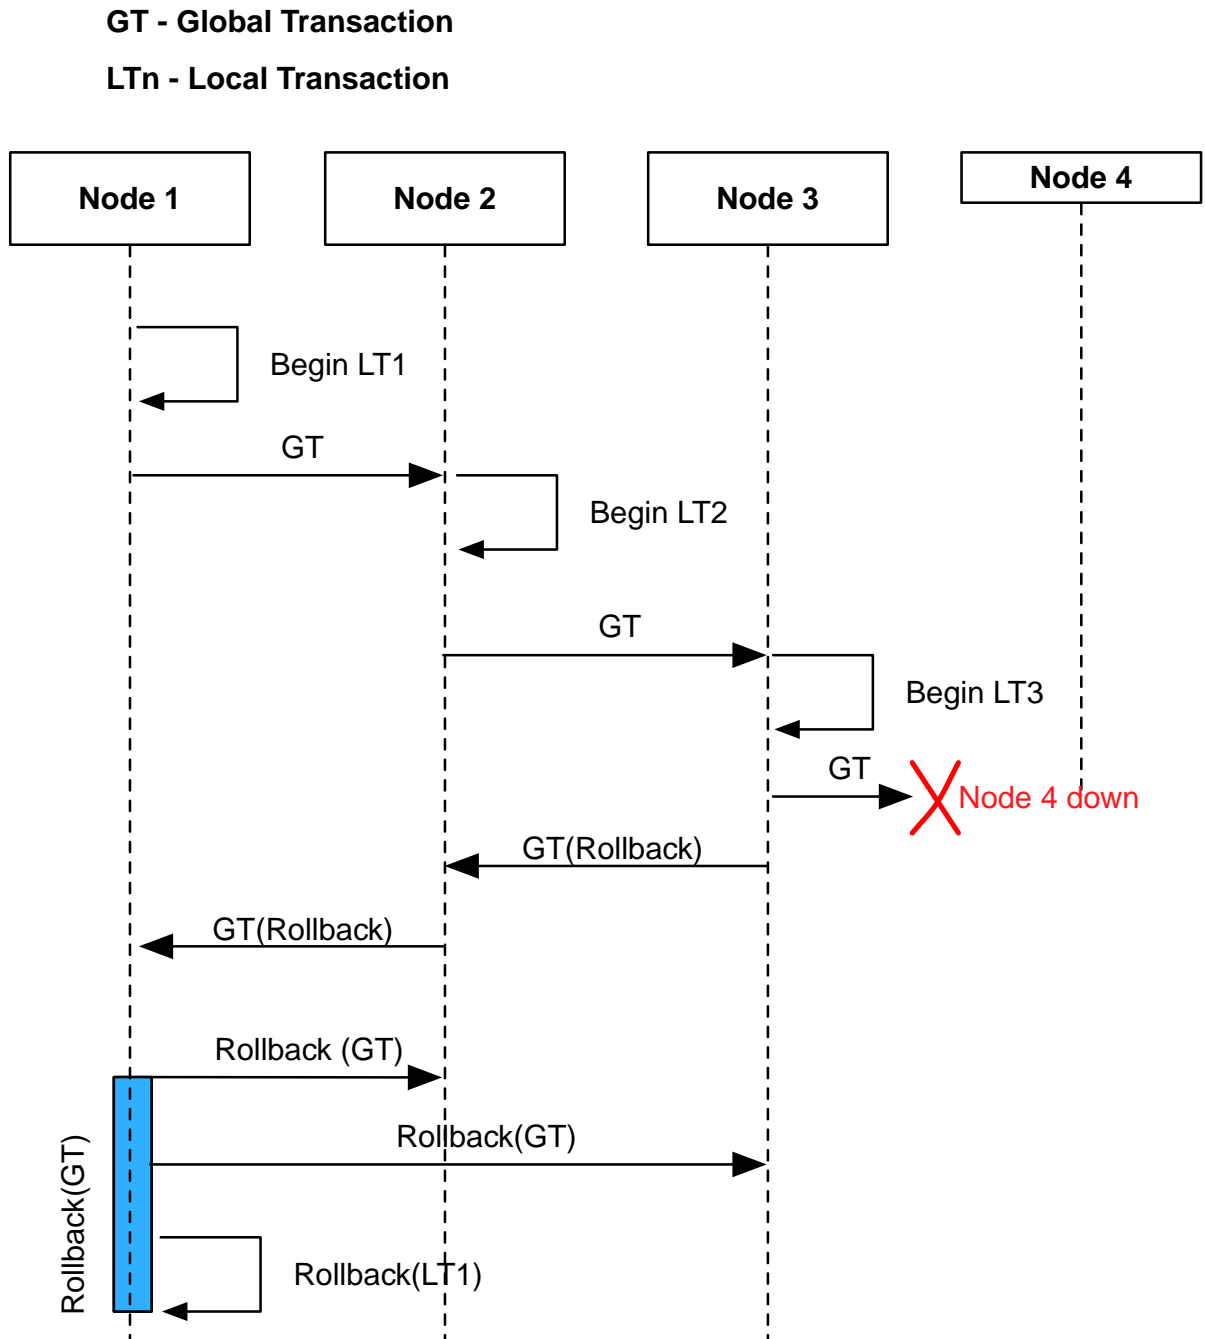 GT - Global Transaction
LTn - Local Transaction
Node 1
Node 2
Node 3
Node 4
Begin LT1
GT
Begin LT2
GT
Begin LT3
GT
Node 4 down
GT(Rollback)
GT(Rollback)
Rollback (GT)
Rollback(GT)
Rollback(GT)
Rollback(LT1)